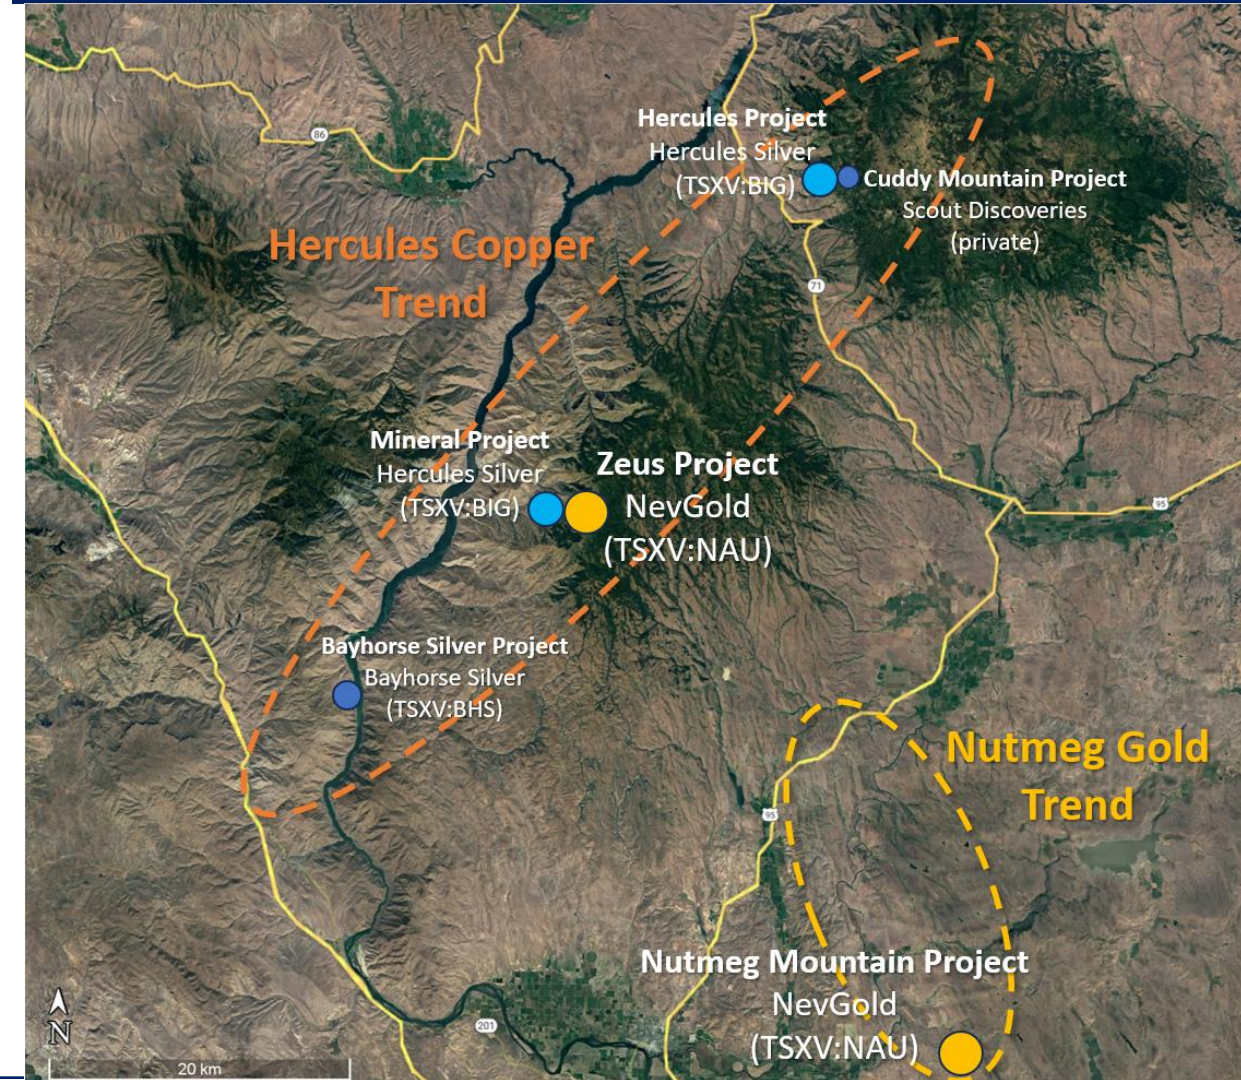 86
Hercules Project
Hercules Silver
(TSXV:BIG)
Cuddy Mountain Project
Scout Discoveries
(private)
Hercules Copper
Trend
71
Mineral Project
Hercules Silver
(TSXV:BIG)
Zeus Project
NevGold
(TSXV:NAU)
95
Bayhorse Silver Project
Bayhorse Silver
(TSXV:BHS)
Nutmeg Gold
Trend
95
Nutmeg Mountain Project
NevGold
(TSXV:NAU)
N
201
20 km